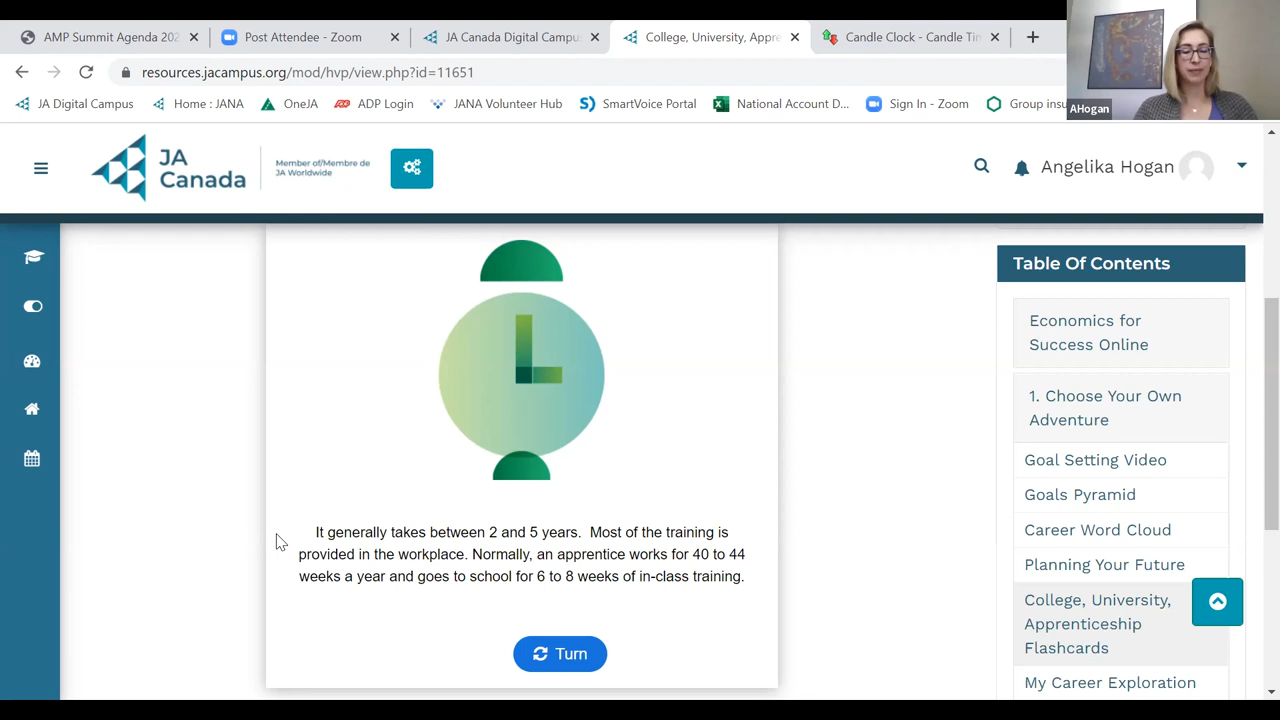 AMP Summit Agenda 202
Post Attendee - Zoom
JA Canada Digital Campu
College, University, Appre
Candle Clock - Candle Tim
resources.jacampus.org/mod/hvp/view.php?id=11651
JA Digital Campus
Home : JANA
OneJA
ADP Login
JANA Volunteer Hub
SmartVoice Portal
National Account D...
Sign In - Zoom
Group insu
AHogan
JA
Canada
Member of/Membre de
JA Worldwide
Angelika Hogan
It generally takes between 2 and 5 years. Most of the training is
provided in the workplace. Normally, an apprentice works for 40 to 44
weeks a year and goes to school for 6 to 8 weeks of in-class training.
Turn
Table Of Contents
Economics for
Success Online
1. Choose Your Own
Adventure
Goal Setting Video
Goals Pyramid
Career Word Cloud
Planning Your Future
College, University,
Apprenticeship
Flashcards
My Career Exploration